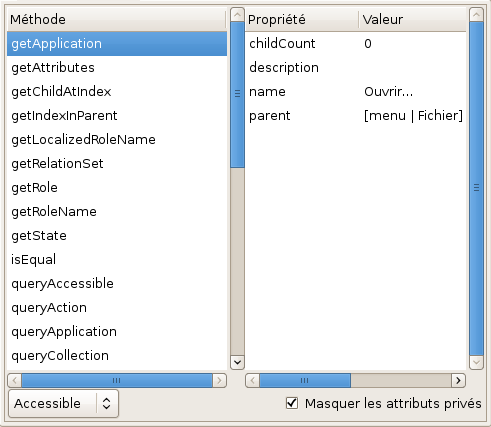 Méthode
getApplication
getAttributes
getChildAtIndex
getIndexInParent
getLocalizedRoleName
getRelationSet
getRole
getRoleName
getState
isEqual
queryAccessible
queryAction
queryApplication
queryCollection
Propriété Valeur
childCount 0
description
name Ouvrir...
parent [menu | Fichier]
Accessible
Masquer les attributs privés